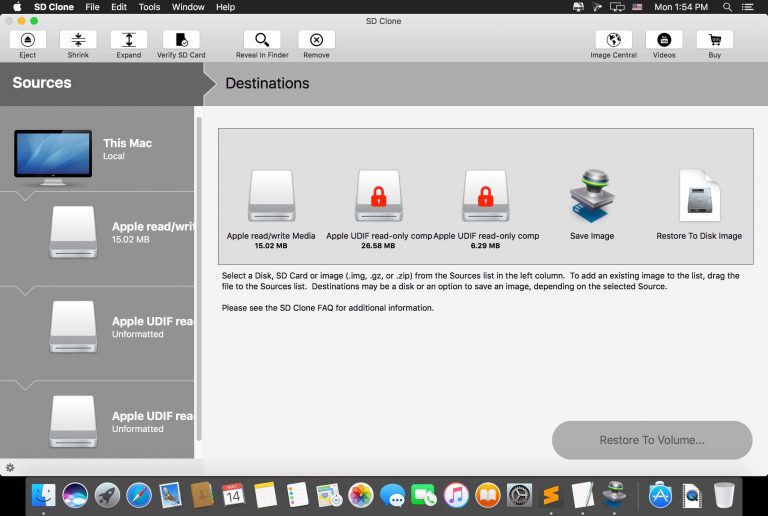 SD Clone File Edit Tools Window Help Mon 1:54 PM
SD Clone
Eject Shrink Expand Verify SD Card Reveal In Finder Remove Image Central Videos Buy
Sources Destinations
This Mac
Local
Apple read/writ
15.02 MB
Apple UDIF rea
Unformatted
Apple UDIF rea
Unformatted
Apple read/write Media Apple UDIF read-only comp Apple UDIF read-only comp Save Image Restore To Disk Image
15.02 MB 26.58 MB 6.29 MB
Select a Disk, SD Card or image (.img, .gz, or .zip) from the Sources list in the left column. To add an existing image to the list, drag the
file to the Sources list. Destinations may be a disk or an option to save an image, depending on the selected Source.
Please see the SD Clone FAQ for additional information.
Restore To Volume...
14